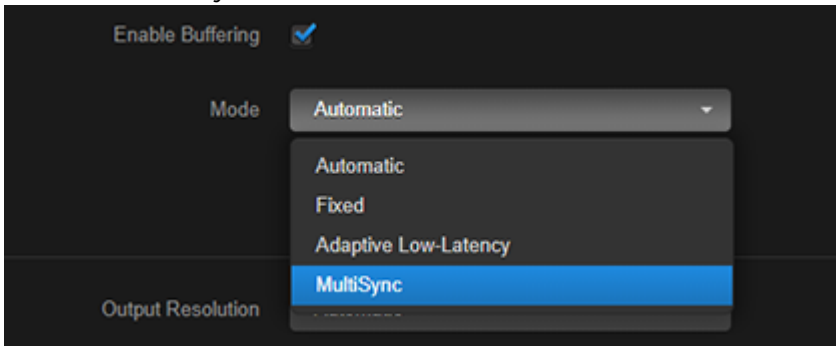 Enable Buffering
Mode Automatic
Automatic
Fixed
Adaptive Low-Latency
MultiSync
Output Resolution